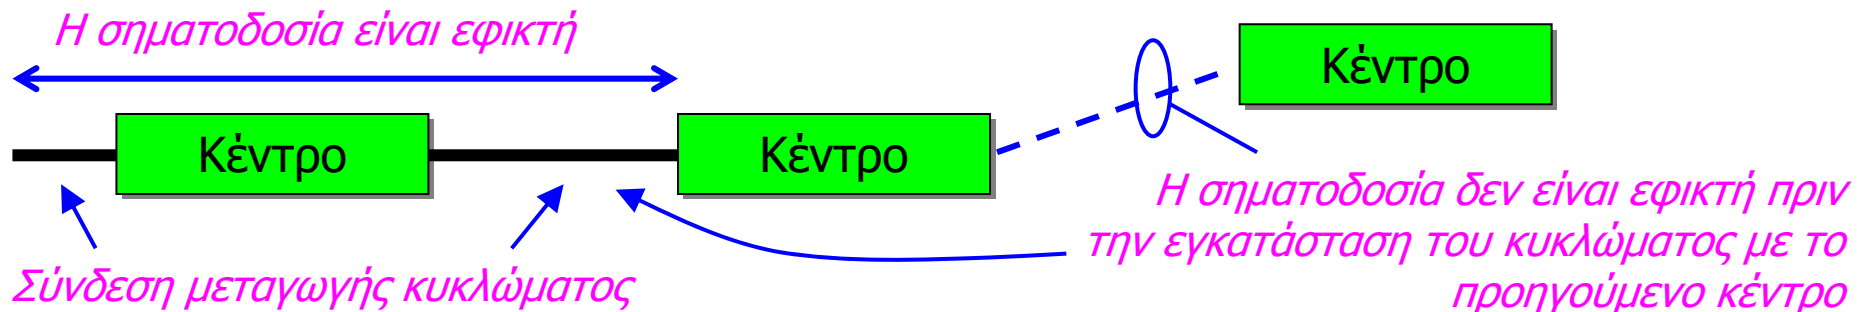 Η σηματοδοσία είναι εφικτή
Κέντρο
Κέντρο
Κέντρο
Η σηματοδοσία δεν είναι εφικτή πριν
την εγκατάσταση του κυκλώματος με το
προηγούμενο κέντρο
Σύνδεση μεταγωγής κυκλώματος